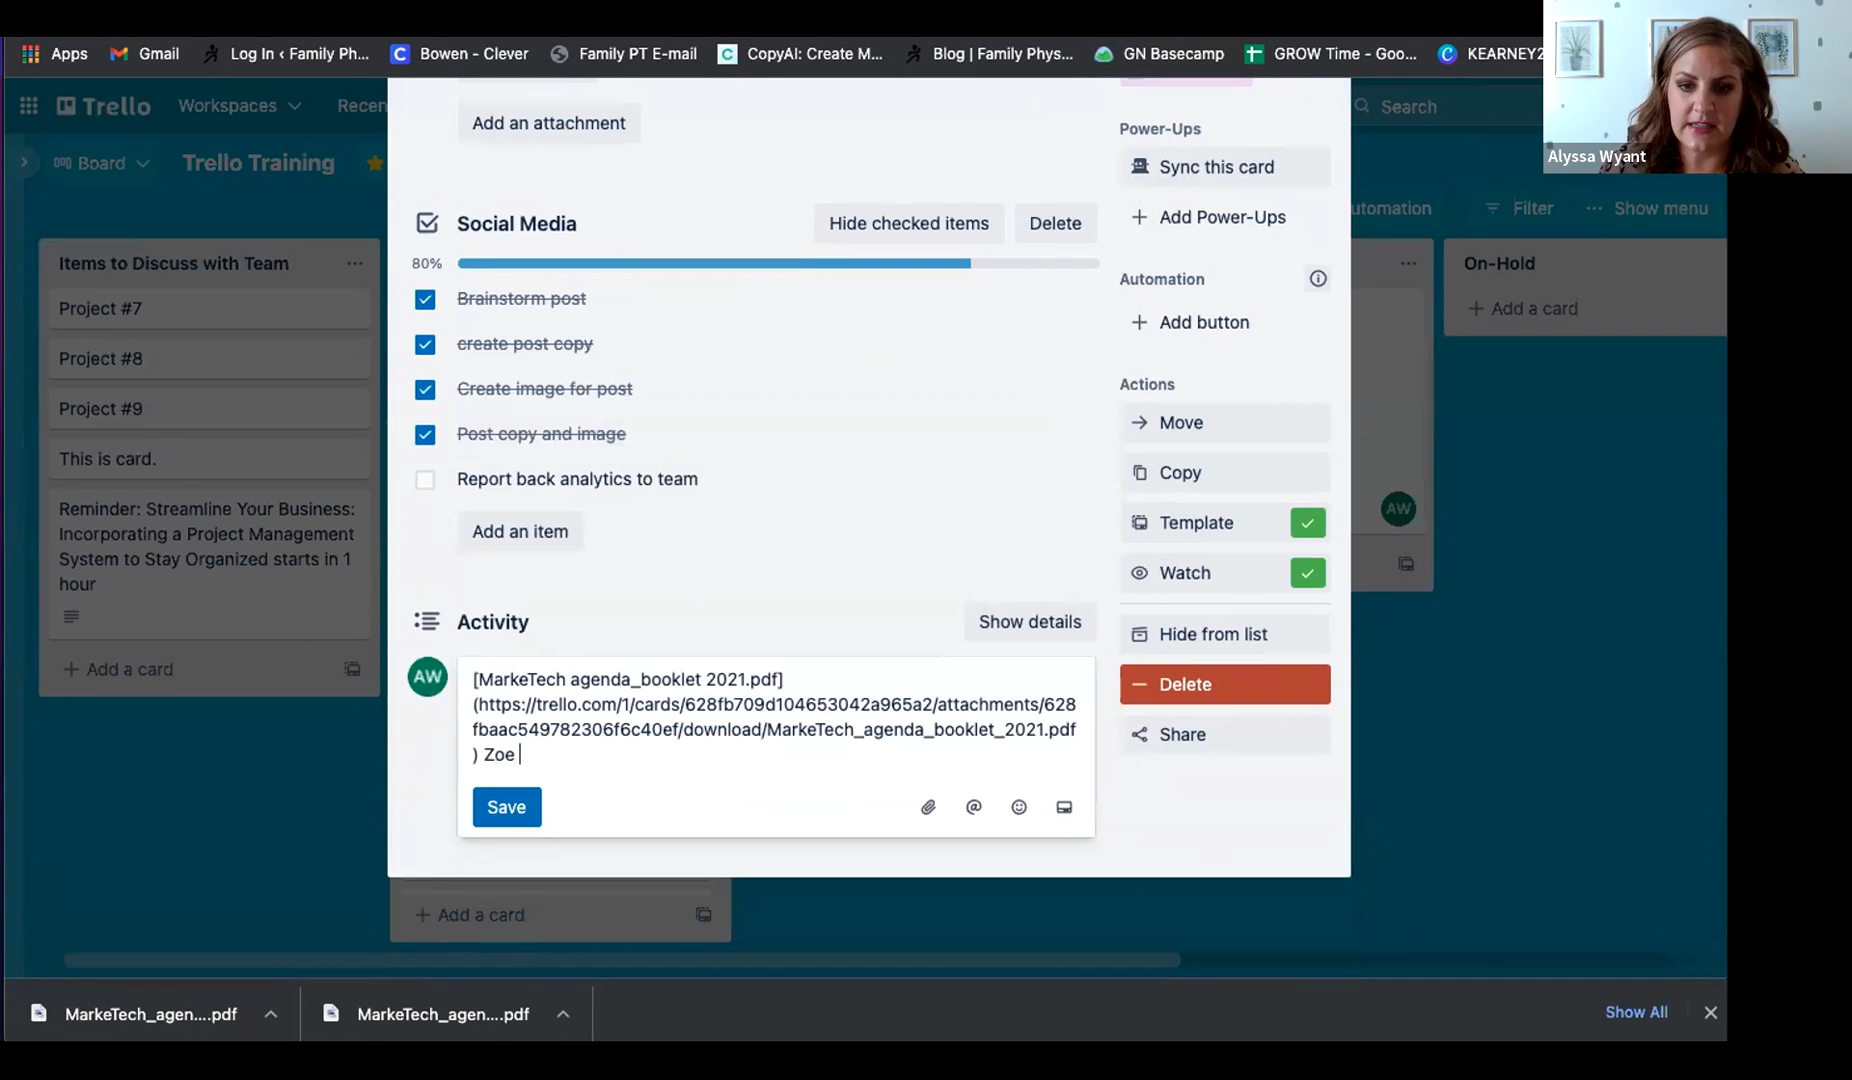 Apps
Gmail
Log In ‹ Family Ph...
Bowen - Clever
Family PT E-mail
CopyAI: Create M...
Blog | Family Phys...
GN Basecamp
GROW Time - Goo...
KEARNEY2
Alyssa Wyant
Trello
Workspaces
Recen
Search
Board
Trello Training
utomation
Filter
Show menu
Items to Discuss with Team
Project #7
Project #8
Project #9
This is card.
Reminder: Streamline Your Business:
Incorporating a Project Management
System to Stay Organized starts in 1
hour
+ Add a card
Add an attachment
Social Media
Hide checked items
Delete
80%
Brainstorm post
create post copy
Create image for post
Post copy and image
Report back analytics to team
Add an item
Activity
Show details
AW
[MarkeTech agenda_booklet 2021.pdf]
(https://trello.com/1/cards/628fb709d104653042a965a2/attachments/628
fbaac549782306f6c40ef/download/MarkeTech_agenda_booklet_2021.pdf
) Zoe
Save
Power-Ups
Sync this card
+ Add Power-Ups
Automation
+ Add button
Actions
Move
Copy
Template
Watch
Hide from list
Delete
Share
AW
On-Hold
+ Add a card
+ Add a card
MarkeTech_agen....pdf
MarkeTech_agen....pdf
Show All